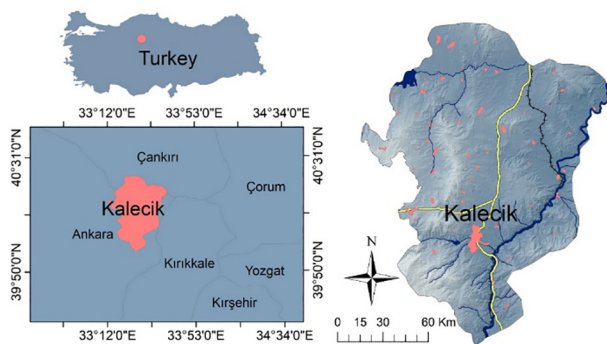 Turkey
33°12'0"E 33°53'0"E 34°34'0"E
40°31'0"N
39°50'0"N
Çankırı
Çorum
Kalecik
Ankara
Kırıkkale
Yozgat
Kırşehir
40°31'0"N
39°50'0"N
33°12'0"E 33°53'0"E 34°34'0"E
Kalecik
N
0 15 30 60 Km